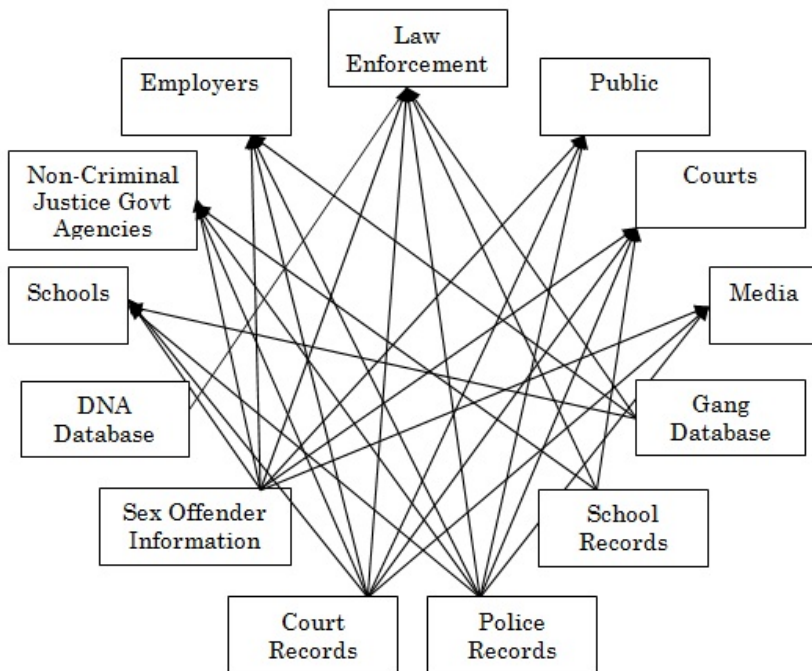 Law
Enforcement
Employers
Public
Non-Criminal
Justice Govt
Agencies
Courts
Schools
Media
DNA
Database
Gang
Database
Sex Offender
Information
School
Records
Court
Records
Police
Records